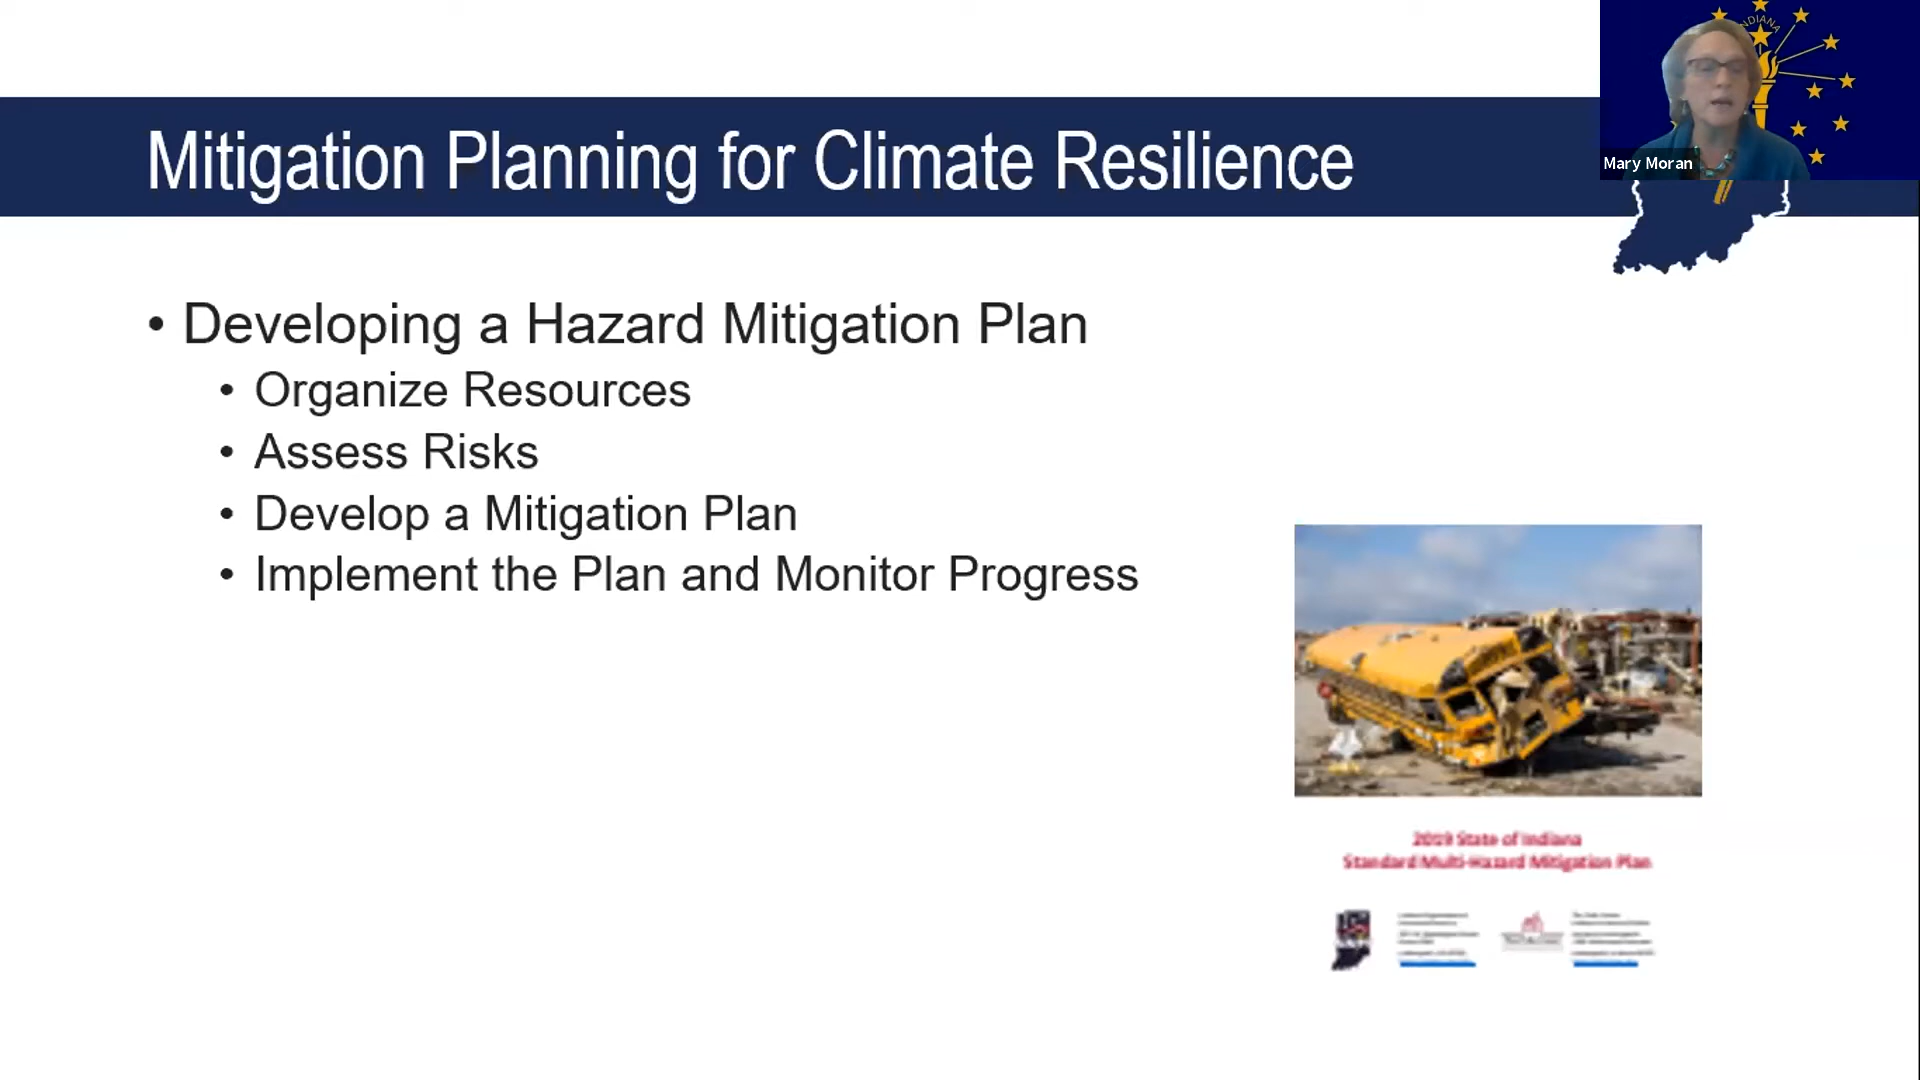 INDIANA
Mary Moran
Mitigation Planning for Climate Resilience
• Developing a Hazard Mitigation Plan
• Organize Resources
• Assess Risks
• Develop a Mitigation Plan
• Implement the Plan and Monitor Progress
2019 State of Indiana
Standard Multi-Hazard Mitigation Plan